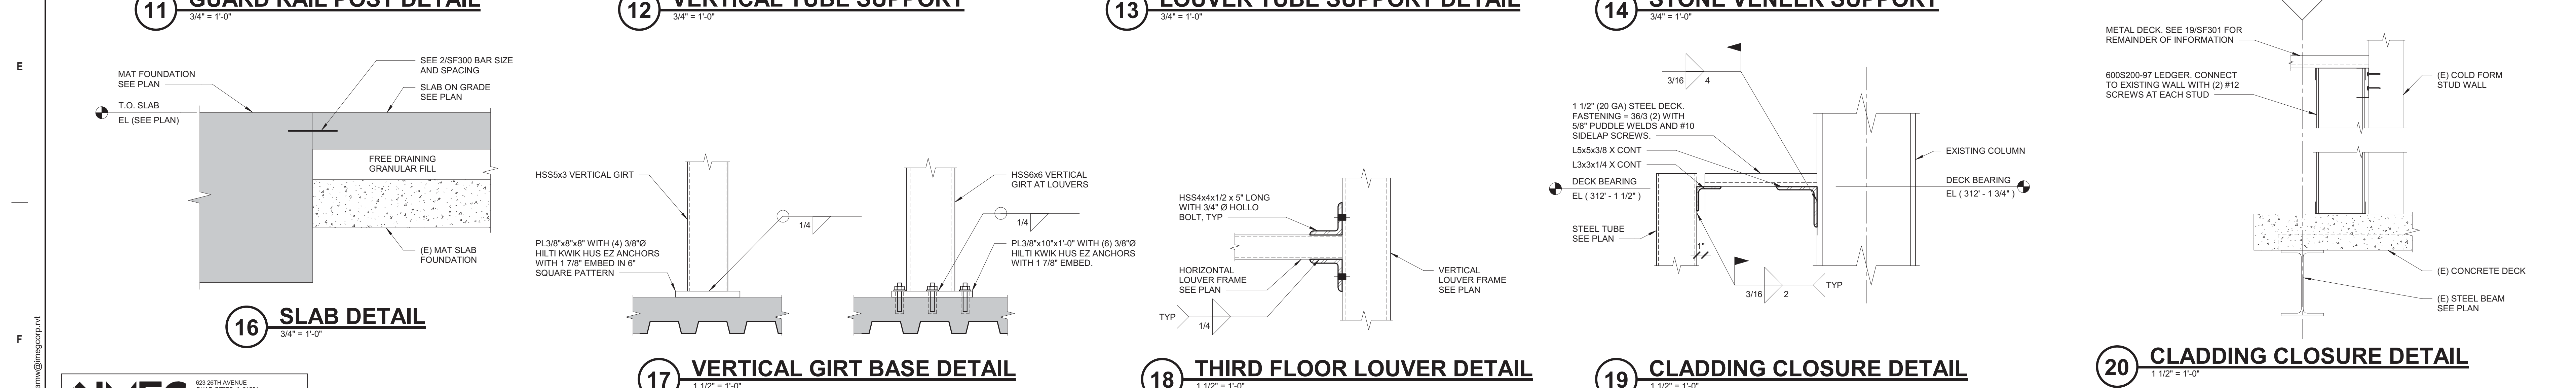 11 GUARD RAIL POST DETAIL
3/4" = 1'-0"
12 VERTICAL TUBE SUPPORT
3/4" = 1'-0"
13 LOUVER TUBE SUPPORT DETAIL
3/4" = 1'-0"
14 STONE VENEER SUPPORT
3/4" = 1'-0"
E
F
MAT FOUNDATION
SEE PLAN
T.O. SLAB
EL (SEE PLAN)
SEE 2/SF300 BAR SIZE
AND SPACING
SLAB ON GRADE
SEE PLAN
FREE DRAINING
GRANULAR FILL
(E) MAT SLAB
FOUNDATION
16 SLAB DETAIL
3/4" = 1'-0"
HSS5x3 VERTICAL GIRT
PL3/8"x8"x8" WITH (4) 3/8"Ø
HILTI KWIK HUS EZ ANCHORS
WITH 1 7/8" EMBED IN 6"
SQUARE PATTERN
1/4
HSS6x6 VERTICAL
GIRT AT LOUVERS
1/4
PL3/8"x10"x1'-0" WITH (6) 3/8"Ø
HILTI KWIK HUS EZ ANCHORS
WITH 1 7/8" EMBED.
17 VERTICAL GIRT BASE DETAIL
1 1/2" = 1'-0"
HSS4x4x1/2 x 5" LONG
WITH 3/4" Ø HOLLO
BOLT, TYP
HORIZONTAL
LOUVER FRAME
SEE PLAN
TYP
1/4
VERTICAL
LOUVER FRAME
SEE PLAN
18 THIRD FLOOR LOUVER DETAIL
1 1/2" = 1'-0"
3/16
4
1 1/2" (20 GA) STEEL DECK.
FASTENING = 36/3 (2) WITH
5/8" PUDDLE WELDS AND #10
SIDELAP SCREWS.
L5x5x3/8 X CONT
L3x3x1/4 X CONT
DECK BEARING
EL ( 312' - 1 1/2" )
STEEL TUBE
SEE PLAN
1"
3/16
2
TYP
EXISTING COLUMN
DECK BEARING
EL ( 312' - 1 3/4" )
19 CLADDING CLOSURE DETAIL
1 1/2" = 1'-0"
METAL DECK. SEE 19/SF301 FOR
REMAINDER OF INFORMATION
600S200-97 LEDGER. CONNECT
TO EXISTING WALL WITH (2) #12
SCREWS AT EACH STUD
(E) COLD FORM
STUD WALL
(E) CONCRETE DECK
(E) STEEL BEAM
SEE PLAN
20 CLADDING CLOSURE DETAIL
1 1/2" = 1'-0"
amw@imegcorp.rvt
IMEG
623 26TH AVENUE